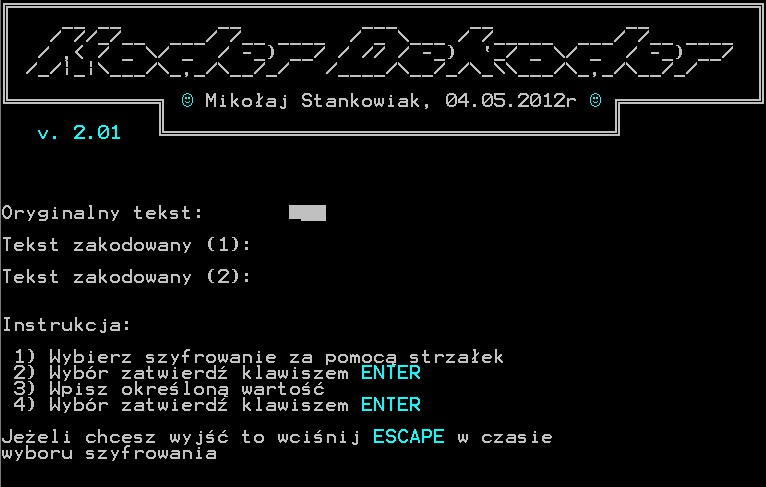 Koder Dekoder
☺ Mikołaj Stankowiak, 04.05.2012r ☺
v. 2.01
Oryginalny tekst:
Tekst zakodowany (1):
Tekst zakodowany (2):
Instrukcja:
1) Wybierz szyfrowanie za pomocą strzałek
2) Wybór zatwierdź klawiszem ENTER
3) Wpisz określoną wartość
4) Wybór zatwierdź klawiszem ENTER
Jeżeli chcesz wyjść to wciśnij ESCAPE w czasie
wyboru szyfrowania